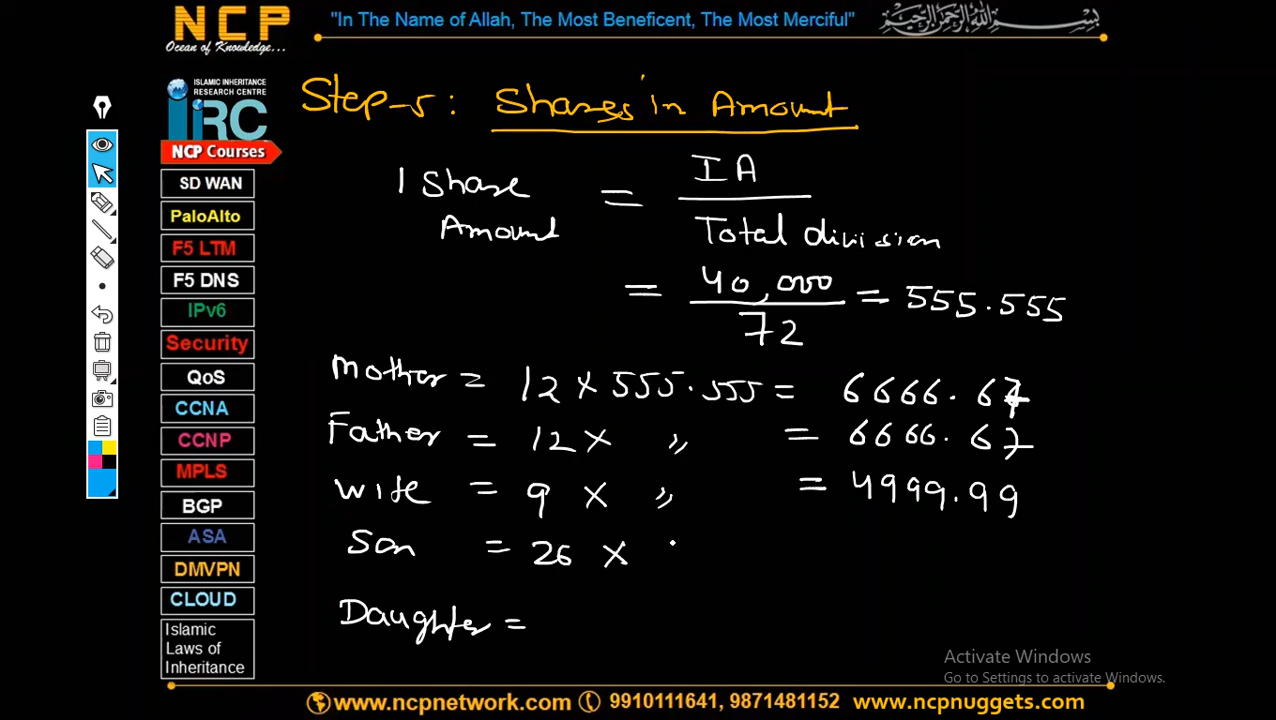 NCP
Ocean of Knowledge...
"In The Name of Allah, The Most Beneficent, The Most Merciful"
ISLAMIC INHERITANCE
RESEARCH CENTRE
IRC
NCP Courses
SD WAN
PaloAlto
F5 LTM
F5 DNS
IPv6
Security
QoS
CCNA
CCNP
MPLS
BGP
ASA
DMVPN
CLOUD
Islamic
Laws of
Inheritance
Step-5: Shares in Amount
1 Share Amount = IA / Total division
= 40,000 / 72 = 555.555
Mother = 12 × 555.555 = 6666.67
Father = 12 × 〃 = 6666.67
Wife = 9 × 〃 = 4999.99
Son = 26 ×
Daughter =
Activate Windows
Go to Settings to activate Windows.
www.ncpnetwork.com 9910111641, 9871481152 www.ncpnuggets.com